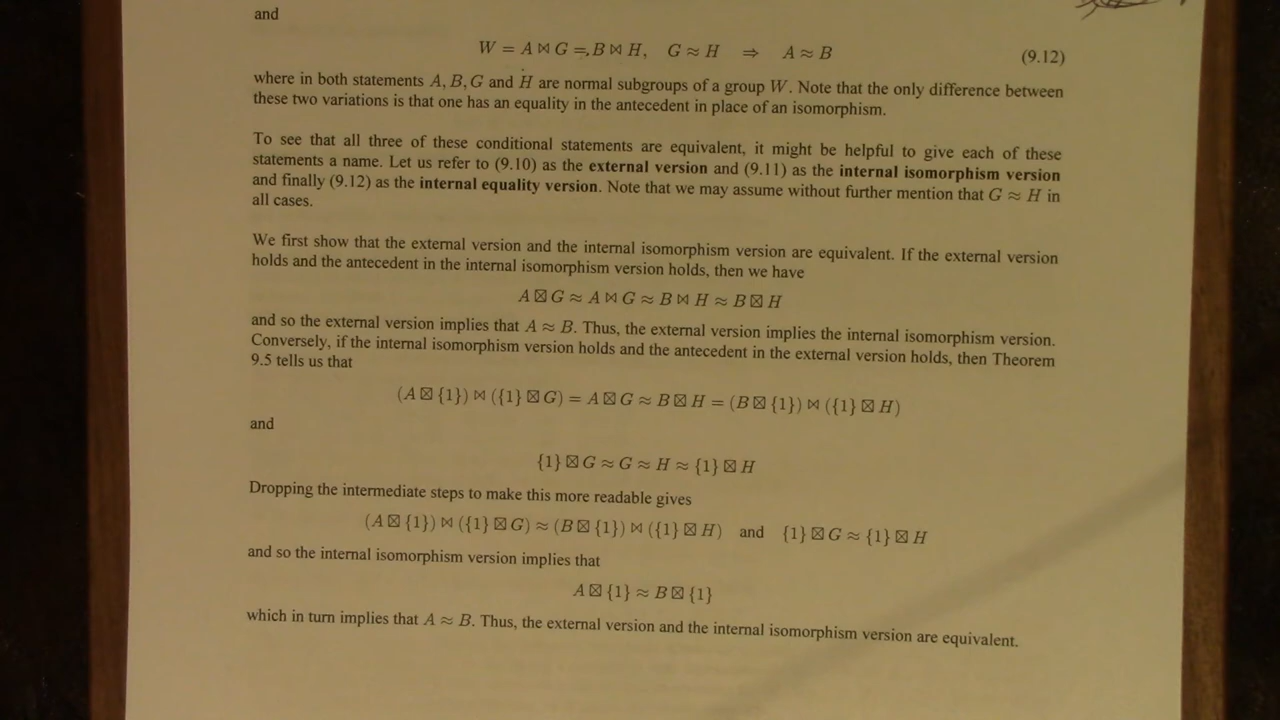 and
W = A ⋈ G = B ⋈ H, G ≈ H ⇒ A ≈ B (9.12)
where in both statements A, B, G and H are normal subgroups of a group W. Note that the only difference between
these two variations is that one has an equality in the antecedent in place of an isomorphism.
To see that all three of these conditional statements are equivalent, it might be helpful to give each of these
statements a name. Let us refer to (9.10) as the external version and (9.11) as the internal isomorphism version
and finally (9.12) as the internal equality version. Note that we may assume without further mention that G ≈ H in
all cases.
We first show that the external version and the internal isomorphism version are equivalent. If the external version
holds and the antecedent in the internal isomorphism version holds, then we have
A ⊠ G ≈ A ⋈ G ≈ B ⋈ H ≈ B ⊠ H
and so the external version implies that A ≈ B. Thus, the external version implies the internal isomorphism version.
Conversely, if the internal isomorphism version holds and the antecedent in the external version holds, then Theorem
9.5 tells us that
(A ⊠ {1}) ⋈ ({1} ⊠ G) = A ⊠ G ≈ B ⊠ H = (B ⊠ {1}) ⋈ ({1} ⊠ H)
and
{1} ⊠ G ≈ G ≈ H ≈ {1} ⊠ H
Dropping the intermediate steps to make this more readable gives
(A ⊠ {1}) ⋈ ({1} ⊠ G) ≈ (B ⊠ {1}) ⋈ ({1} ⊠ H) and {1} ⊠ G ≈ {1} ⊠ H
and so the internal isomorphism version implies that
A ⊠ {1} ≈ B ⊠ {1}
which in turn implies that A ≈ B. Thus, the external version and the internal isomorphism version are equivalent.